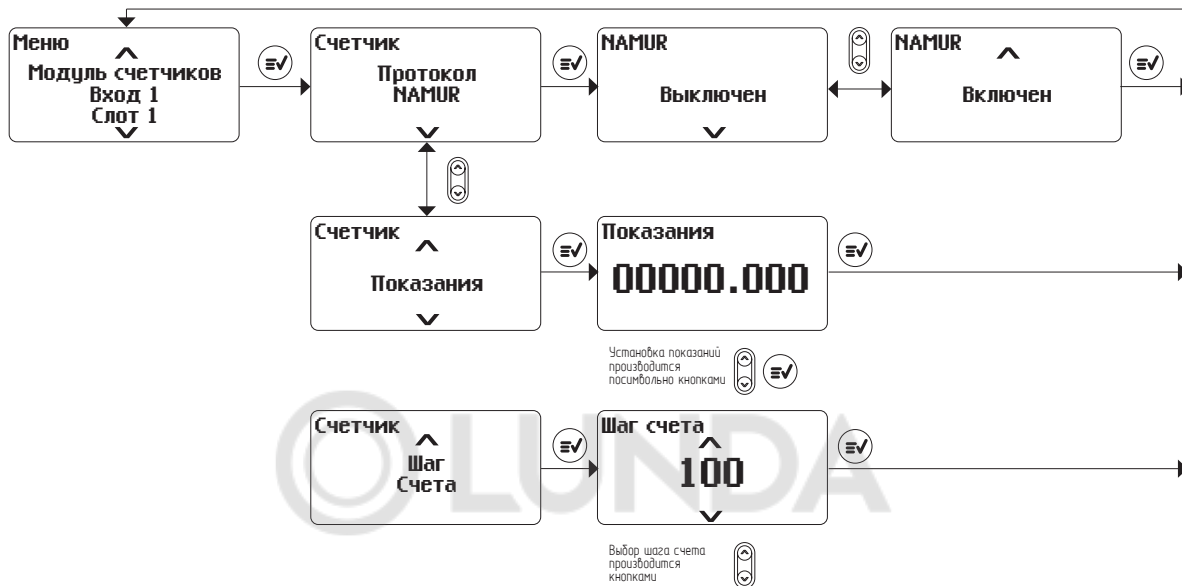 Меню
Модуль счетчиков
Вход 1
Слот 1
Счетчик
Протокол
NAMUR
NAMUR
Выключен
NAMUR
Включен
Счетчик
Показания
Показания
00000.000
Установка показаний
производится
посимвольно кнопками
Счетчик
Шаг
Счета
Шаг счета
100
Выбор шага счета
производится
кнопками
LUNDA